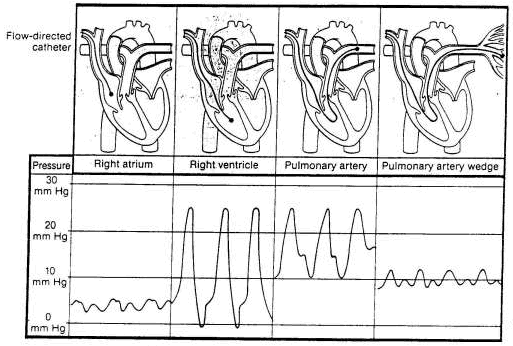 Flow-directed
catheter
Pressure
Right atrium
Right ventricle
Pulmonary artery
Pulmonary artery wedge
30
mm Hg
20
mm Hg
10
mm Hg
0
mm Hg